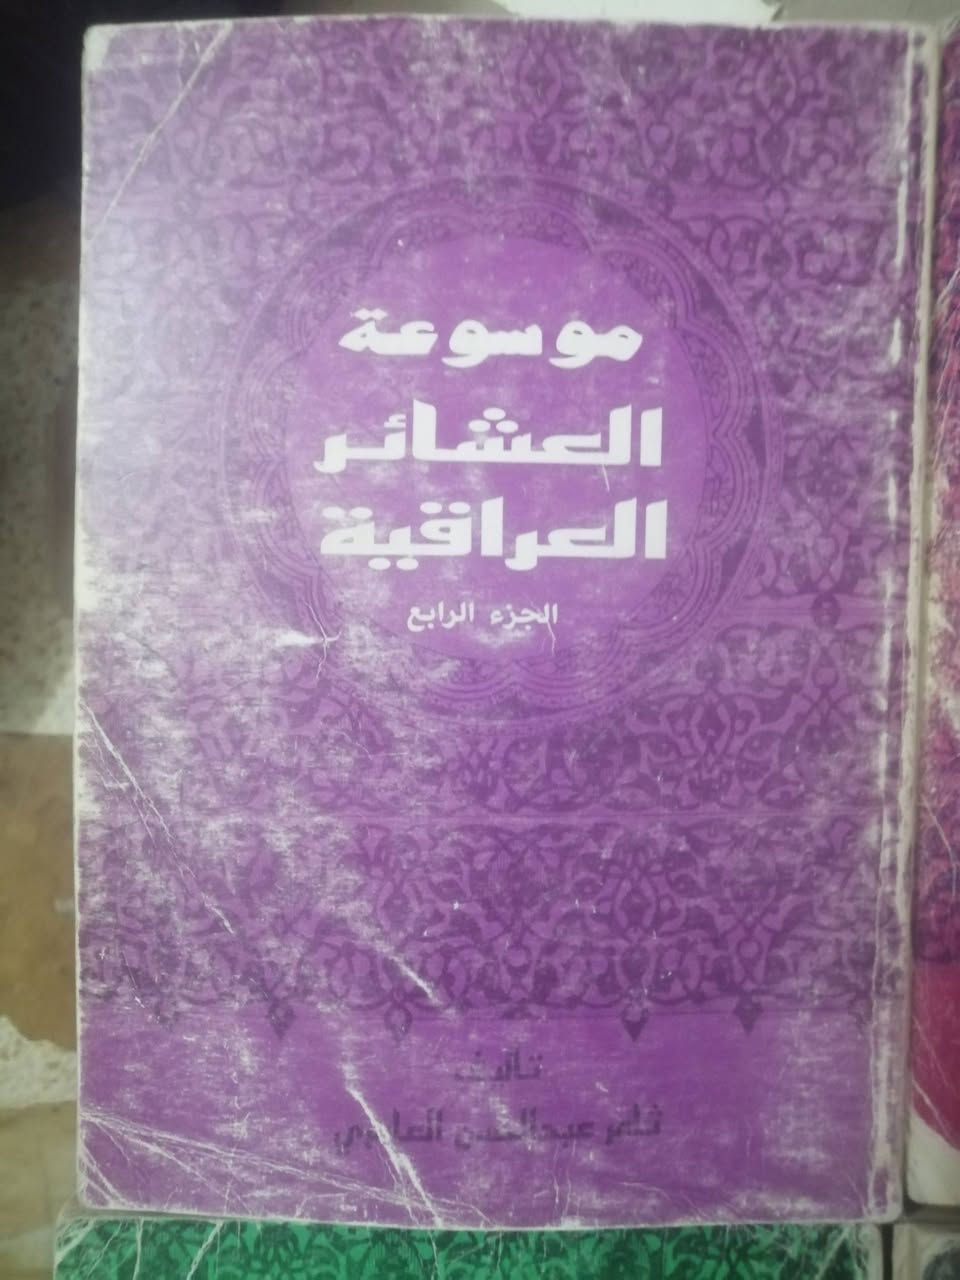 موسوعة
العشائر
العراقية
الجزء الرابع
تأليف
ثامر عبدالحسن العامري